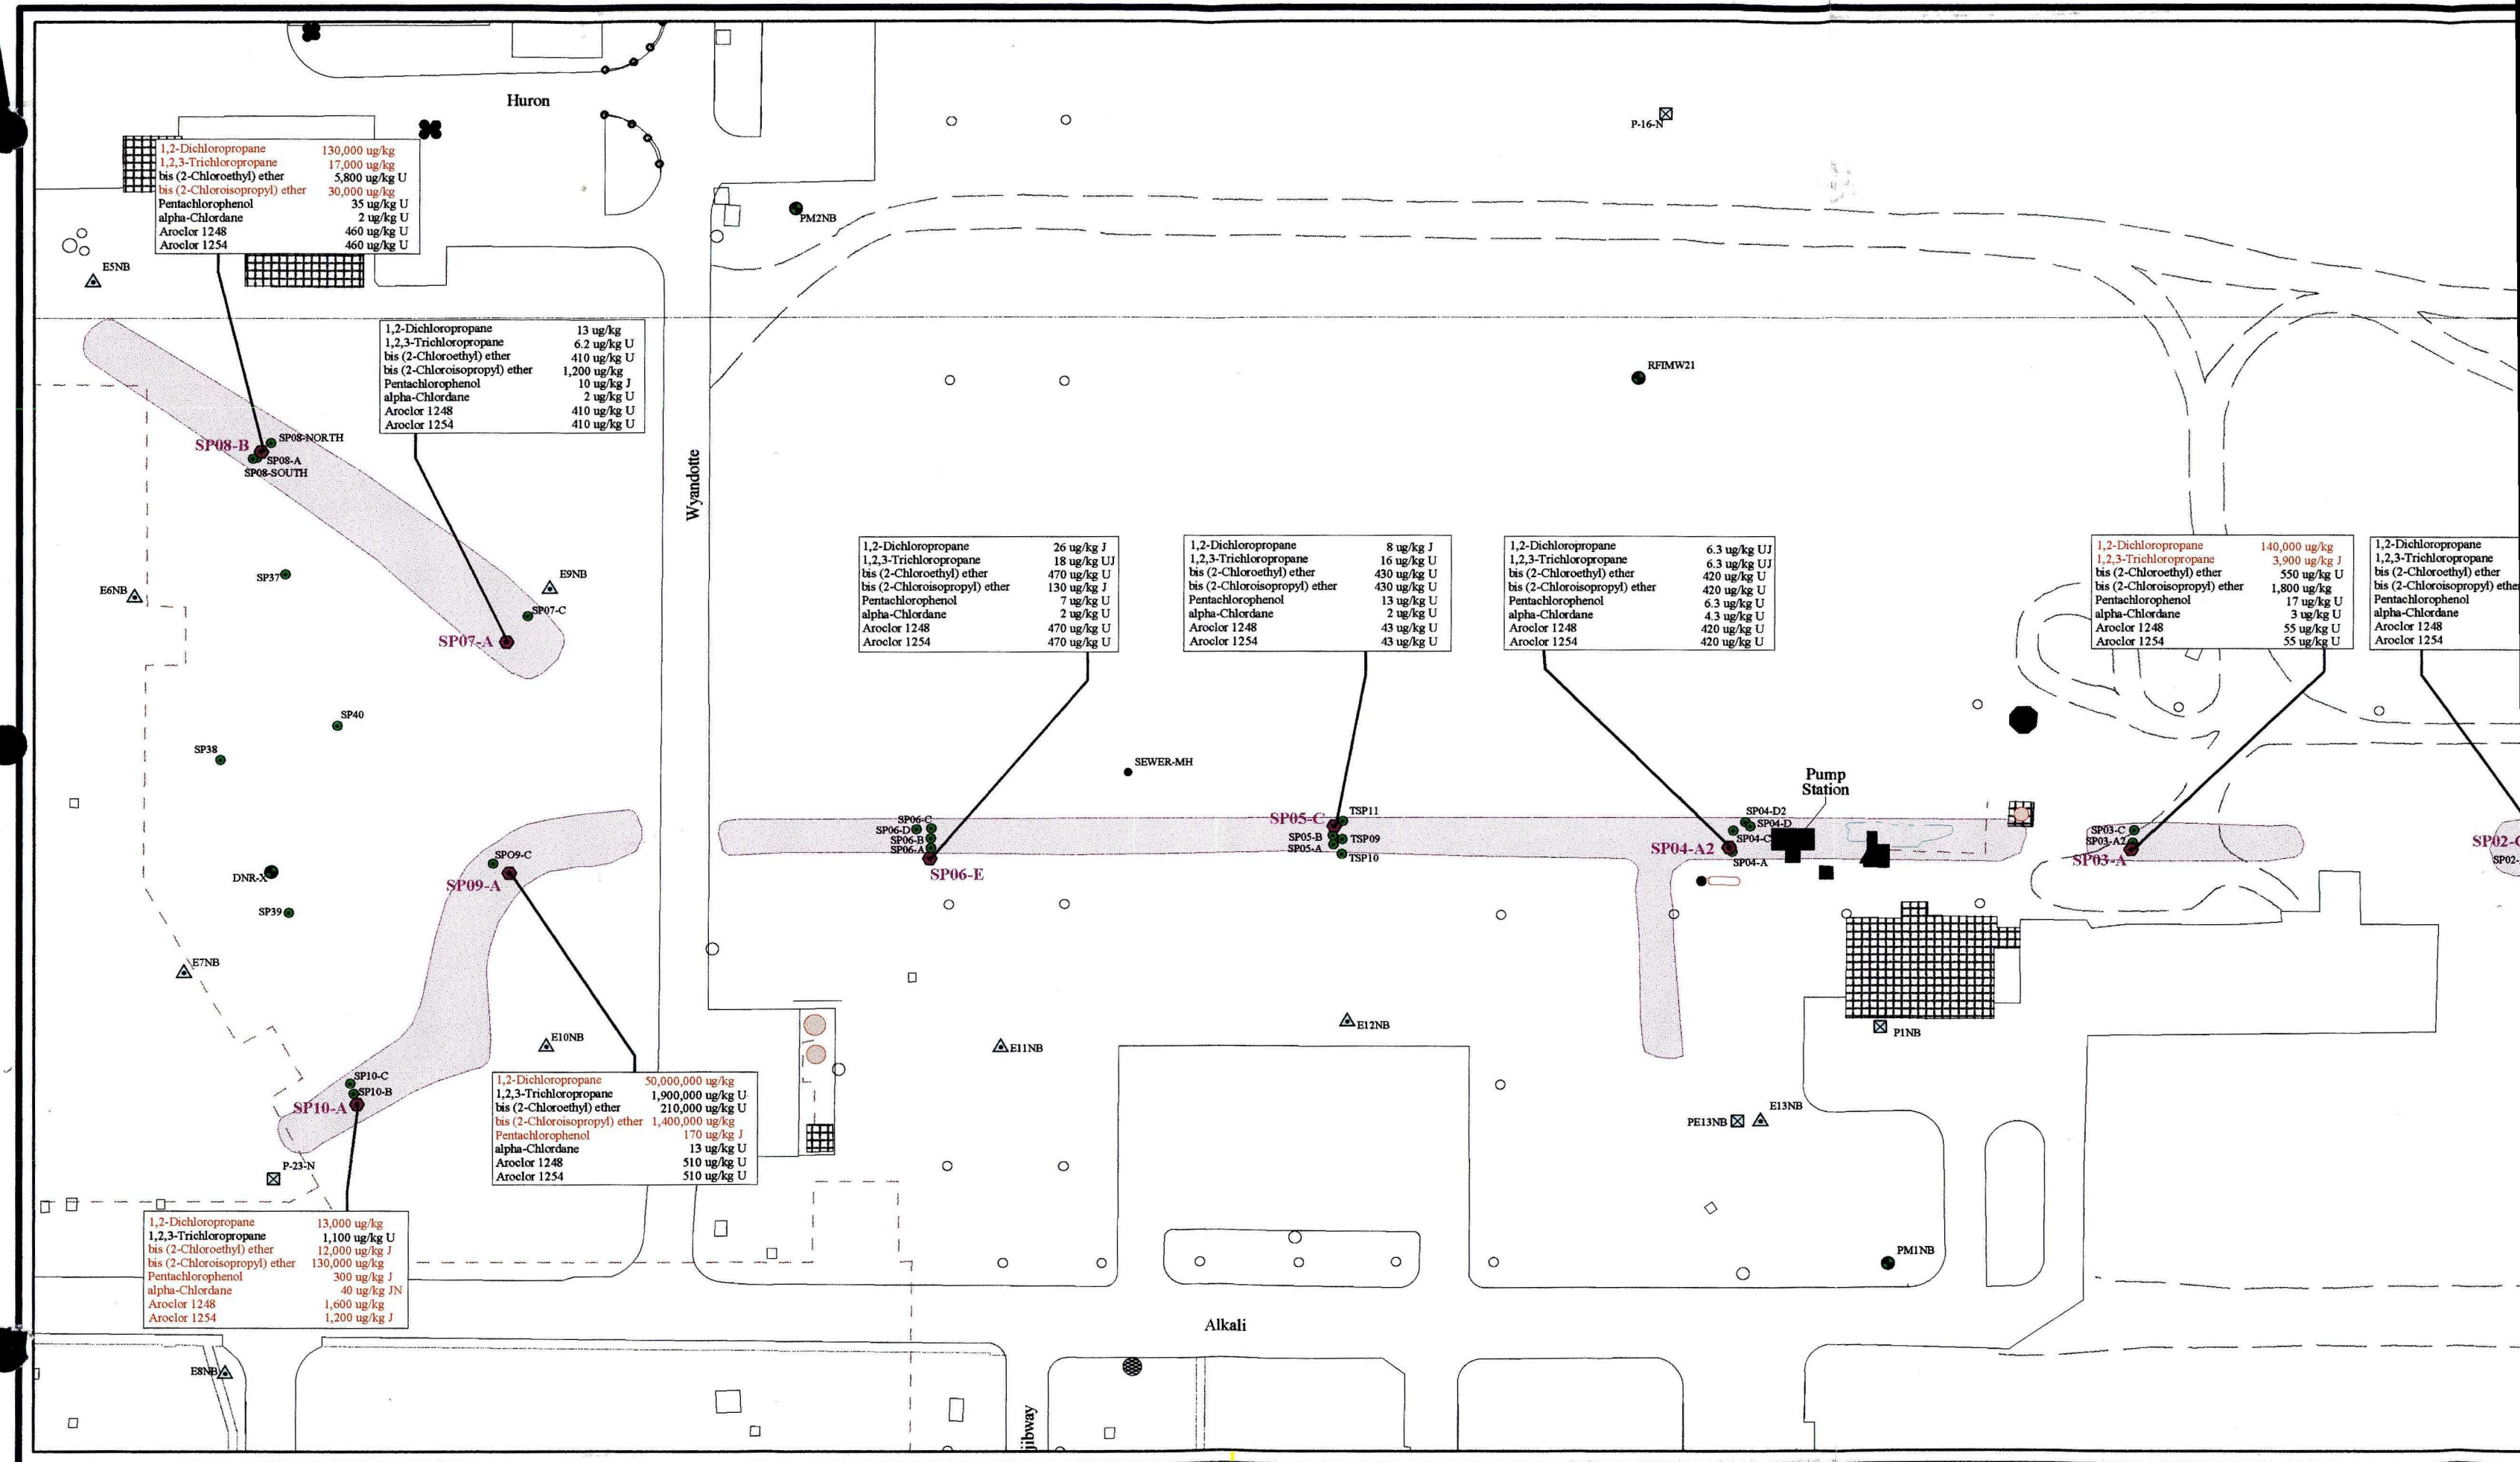 Huron
P-16-N
1,2-Dichloropropane 130,000 ug/kg
1,2,3-Trichloropropane 17,000 ug/kg
bis (2-Chloroethyl) ether 5,800 ug/kg U
bis (2-Chloroisopropyl) ether 30,000 ug/kg
Pentachlorophenol 35 ug/kg U
alpha-Chlordane 2 ug/kg U
Aroclor 1248 460 ug/kg U
Aroclor 1254 460 ug/kg U
PM2NB
E5NB
1,2-Dichloropropane 13 ug/kg
1,2,3-Trichloropropane 6.2 ug/kg U
bis (2-Chloroethyl) ether 410 ug/kg U
bis (2-Chloroisopropyl) ether 1,200 ug/kg
Pentachlorophenol 10 ug/kg J
alpha-Chlordane 2 ug/kg U
Aroclor 1248 410 ug/kg U
Aroclor 1254 410 ug/kg U
RFIMW21
SP08-NORTH
SP08-B
SP08-A
SP08-SOUTH
Wyandotte
1,2-Dichloropropane 26 ug/kg J
1,2,3-Trichloropropane 18 ug/kg UJ
bis (2-Chloroethyl) ether 470 ug/kg U
bis (2-Chloroisopropyl) ether 130 ug/kg J
Pentachlorophenol 7 ug/kg U
alpha-Chlordane 2 ug/kg U
Aroclor 1248 470 ug/kg U
Aroclor 1254 470 ug/kg U
1,2-Dichloropropane 8 ug/kg J
1,2,3-Trichloropropane 16 ug/kg U
bis (2-Chloroethyl) ether 430 ug/kg U
bis (2-Chloroisopropyl) ether 430 ug/kg U
Pentachlorophenol 13 ug/kg U
alpha-Chlordane 2 ug/kg U
Aroclor 1248 43 ug/kg U
Aroclor 1254 43 ug/kg U
1,2-Dichloropropane 6.3 ug/kg UJ
1,2,3-Trichloropropane 6.3 ug/kg UJ
bis (2-Chloroethyl) ether 420 ug/kg U
bis (2-Chloroisopropyl) ether 420 ug/kg U
Pentachlorophenol 6.3 ug/kg U
alpha-Chlordane 4.3 ug/kg U
Aroclor 1248 420 ug/kg U
Aroclor 1254 420 ug/kg U
1,2-Dichloropropane 140,000 ug/kg
1,2,3-Trichloropropane 3,900 ug/kg J
bis (2-Chloroethyl) ether 550 ug/kg U
bis (2-Chloroisopropyl) ether 1,800 ug/kg
Pentachlorophenol 17 ug/kg U
alpha-Chlordane 3 ug/kg U
Aroclor 1248 55 ug/kg U
Aroclor 1254 55 ug/kg U
1,2-Dichloropropane
1,2,3-Trichloropropane
bis (2-Chloroethyl) ether
bis (2-Chloroisopropyl) ethe
Pentachlorophenol
alpha-Chlordane
Aroclor 1248
Aroclor 1254
SP37
E9NB
E6NB
SP07-C
SP07-A
SP40
SP38
SEWER-MH
Pump
Station
SP06-C
SP06-D
SP06-B
SP06-A
SP06-E
SP05-C
TSP11
SP05-B
TSP09
SP05-A
TSP10
SP04-D2
SP04-D
SP04-C
SP04-A2
SP04-A
SP03-C
SP03-A2
SP03-A
SP02-C
SP02-
SPO9-C
SP09-A
DNR-X
SP39
E7NB
E10NB
E11NB
E12NB
P1NB
SP10-C
SP10-B
SP10-A
1,2-Dichloropropane 50,000,000 ug/kg
1,2,3-Trichloropropane 1,900,000 ug/kg U
bis (2-Chloroethyl) ether 210,000 ug/kg U
bis (2-Chloroisopropyl) ether 1,400,000 ug/kg
Pentachlorophenol 170 ug/kg J
alpha-Chlordane 13 ug/kg U
Aroclor 1248 510 ug/kg U
Aroclor 1254 510 ug/kg U
PE13NB
E13NB
P-23-N
1,2-Dichloropropane 13,000 ug/kg
1,2,3-Trichloropropane 1,100 ug/kg U
bis (2-Chloroethyl) ether 12,000 ug/kg J
bis (2-Chloroisopropyl) ether 130,000 ug/kg
Pentachlorophenol 300 ug/kg J
alpha-Chlordane 40 ug/kg JN
Aroclor 1248 1,600 ug/kg
Aroclor 1254 1,200 ug/kg J
PM1NB
Alkali
E8NB
jibway